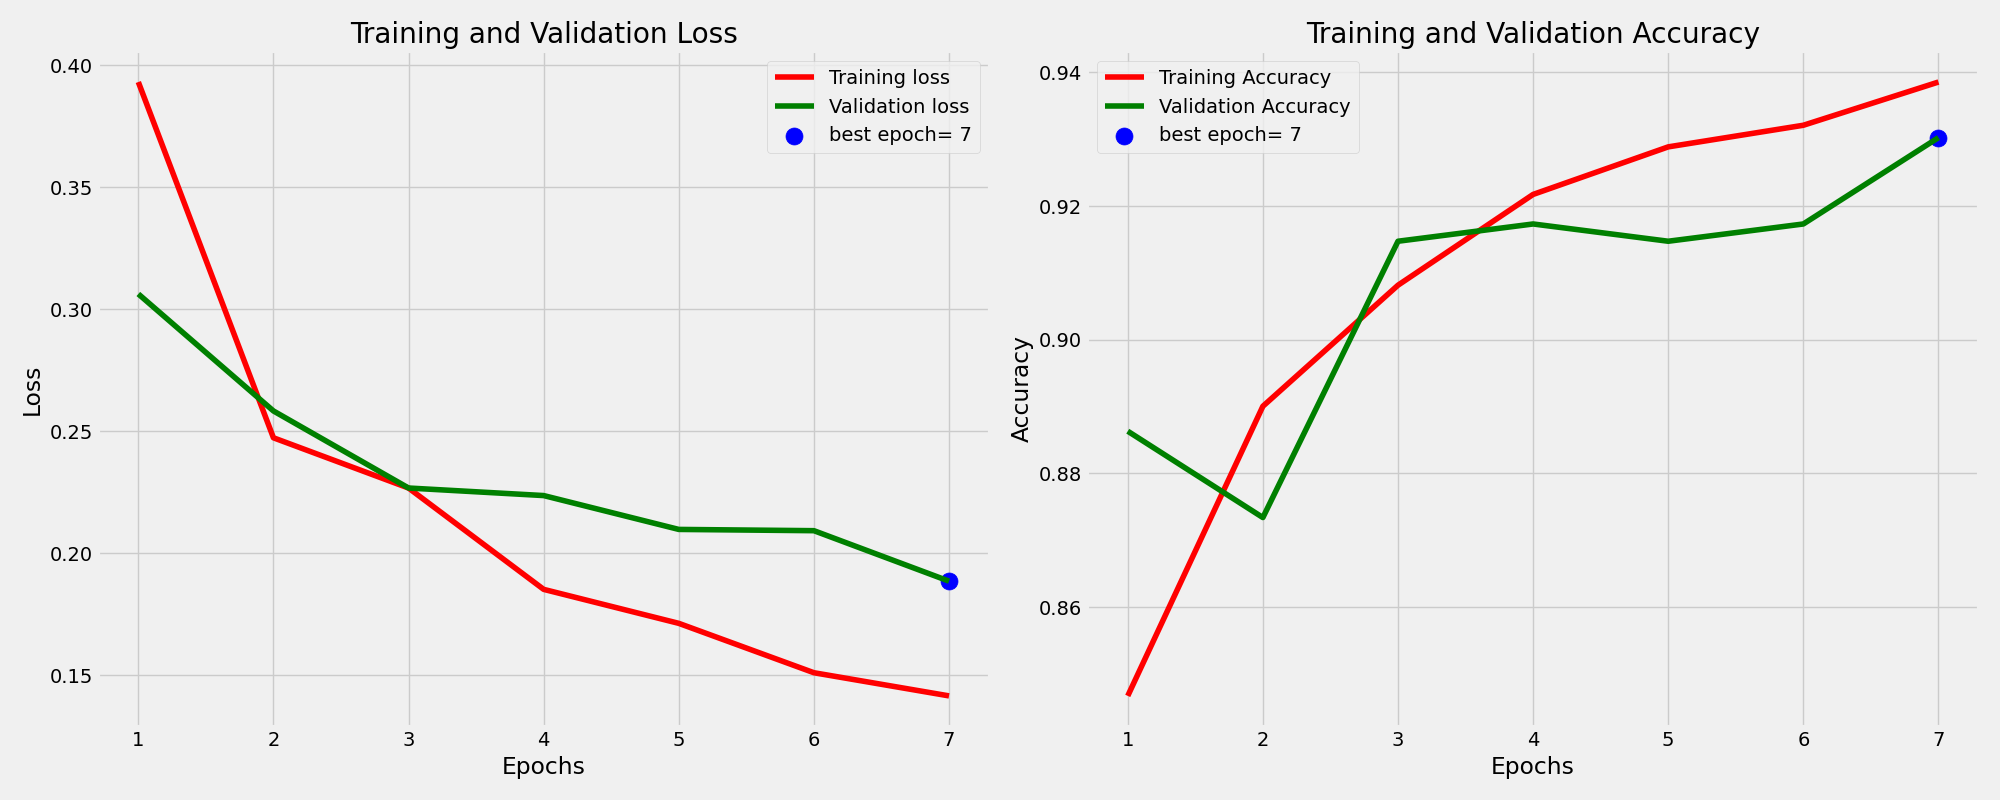 Training and Validation Loss
0.40
0.35
0.30
0.25
0.20
0.15
Loss
Training loss
Validation loss
best epoch= 7
1 2 3 4 5 6 7
Epochs
Training and Validation Accuracy
0.94
0.92
0.90
0.88
0.86
Accuracy
Training Accuracy
Validation Accuracy
best epoch= 7
1 2 3 4 5 6 7
Epochs